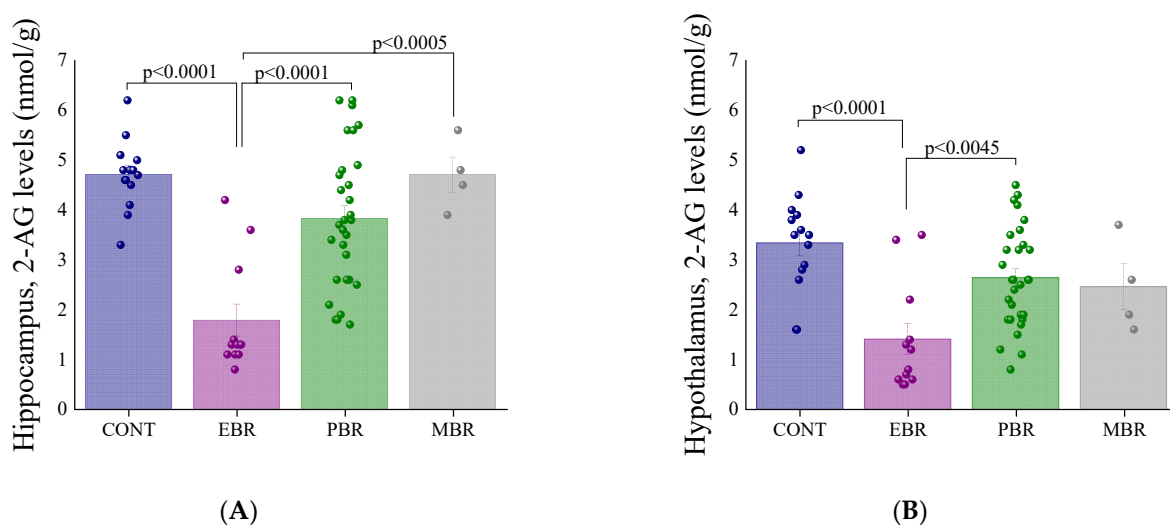 Hippocampus, 2-AG levels (nmol/g)
7
6
5
4
3
2
1
0
p<0.0005
p<0.0001
p<0.0001
CONT
EBR
PBR
MBR
(A)
Hypothalamus, 2-AG levels (nmol/g)
7
6
5
4
3
2
1
0
p<0.0001
p<0.0045
CONT
EBR
PBR
MBR
(B)